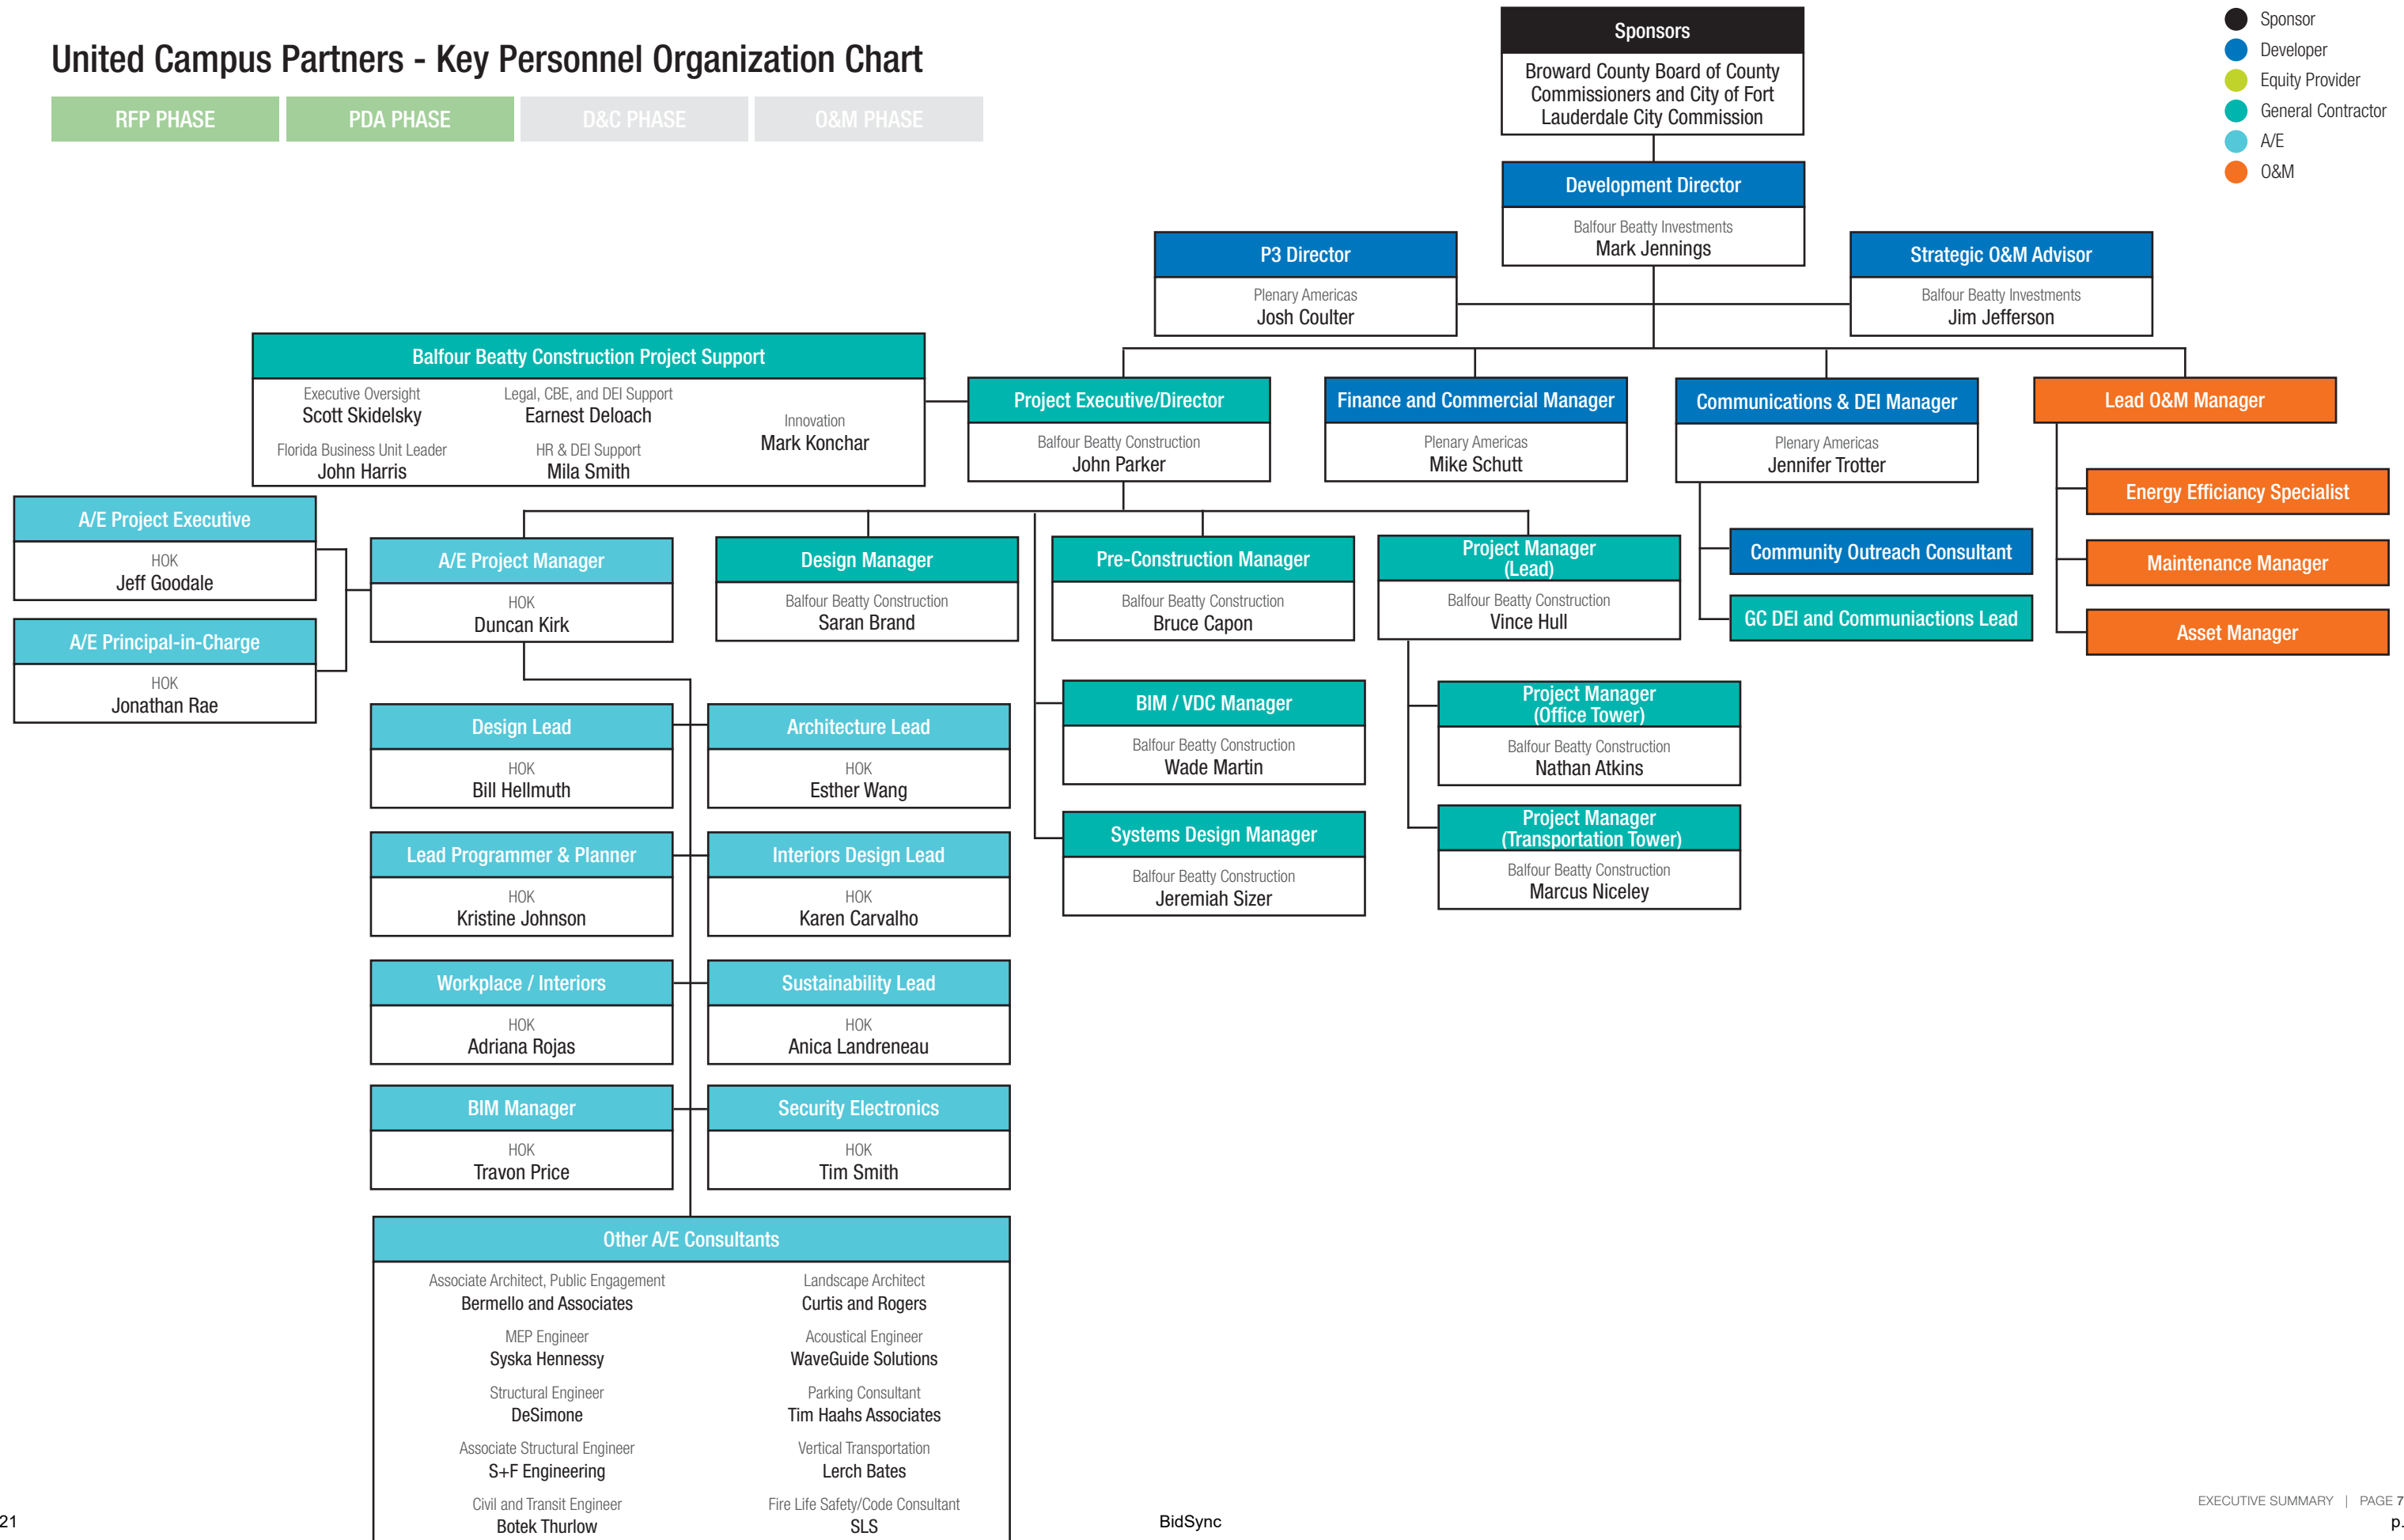 United Campus Partners - Key Personnel Organization Chart
RFP PHASE
PDA PHASE
D&C PHASE
O&M PHASE
Sponsor
Developer
Equity Provider
General Contractor
A/E
O&M
Sponsors
Broward County Board of County
Commissioners and City of Fort
Lauderdale City Commission
Development Director
Balfour Beatty Investments
Mark Jennings
P3 Director
Plenary Americas
Josh Coulter
Strategic O&M Advisor
Balfour Beatty Investments
Jim Jefferson
Balfour Beatty Construction Project Support
Executive Oversight
Scott Skidelsky
Florida Business Unit Leader
John Harris
Legal, CBE, and DEI Support
Earnest Deloach
HR & DEI Support
Mila Smith
Innovation
Mark Konchar
Project Executive/Director
Balfour Beatty Construction
John Parker
Finance and Commercial Manager
Plenary Americas
Mike Schutt
Communications & DEI Manager
Plenary Americas
Jennifer Trotter
Lead O&M Manager
Energy Efficiancy Specialist
Maintenance Manager
Asset Manager
Community Outreach Consultant
GC DEI and Communiactions Lead
A/E Project Executive
HOK
Jeff Goodale
A/E Principal-in-Charge
HOK
Jonathan Rae
A/E Project Manager
HOK
Duncan Kirk
Design Manager
Balfour Beatty Construction
Saran Brand
Pre-Construction Manager
Balfour Beatty Construction
Bruce Capon
Project Manager
(Lead)
Balfour Beatty Construction
Vince Hull
BIM / VDC Manager
Balfour Beatty Construction
Wade Martin
Systems Design Manager
Balfour Beatty Construction
Jeremiah Sizer
Project Manager
(Office Tower)
Balfour Beatty Construction
Nathan Atkins
Project Manager
(Transportation Tower)
Balfour Beatty Construction
Marcus Niceley
Design Lead
HOK
Bill Hellmuth
Architecture Lead
HOK
Esther Wang
Lead Programmer & Planner
HOK
Kristine Johnson
Interiors Design Lead
HOK
Karen Carvalho
Workplace / Interiors
HOK
Adriana Rojas
Sustainability Lead
HOK
Anica Landreneau
BIM Manager
HOK
Travon Price
Security Electronics
HOK
Tim Smith
Other A/E Consultants
Associate Architect, Public Engagement
Bermello and Associates
MEP Engineer
Syska Hennessy
Structural Engineer
DeSimone
Associate Structural Engineer
S+F Engineering
Civil and Transit Engineer
Botek Thurlow
Landscape Architect
Curtis and Rogers
Acoustical Engineer
WaveGuide Solutions
Parking Consultant
Tim Haahs Associates
Vertical Transportation
Lerch Bates
Fire Life Safety/Code Consultant
SLS
EXECUTIVE SUMMARY | PAGE 7
21
BidSync
p.